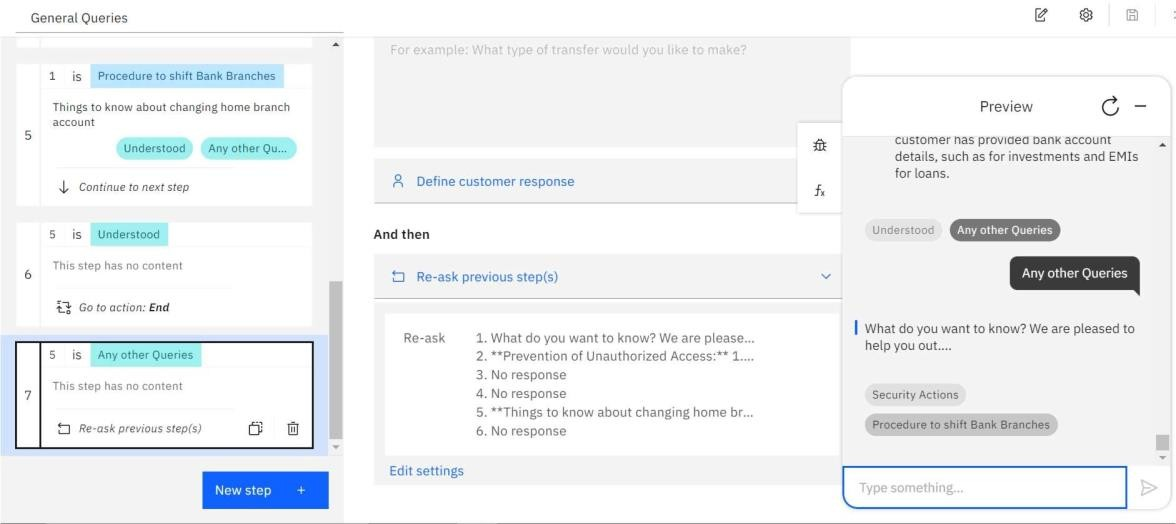 General Queries
1 is Procedure to shift Bank Branches
Things to know about changing home branch
account
5
Understood Any other Qu...
Continue to next step
5 is Understood
This step has no content
6
Go to action: End
5 is Any other Queries
This step has no content
7
Re-ask previous step(s)
New step +
For example: What type of transfer would you like to make?
Define customer response
And then
Re-ask previous step(s)
Re-ask 1. What do you want to know? We are please...
2. **Prevention of Unauthorized Access:** 1....
3. No response
4. No response
5. **Things to know about changing home br...
6. No response
Edit settings
fx
Preview
customer has provided bank account
details, such as for investments and EMIs
for loans.
Understood Any other Queries
Any other Queries
What do you want to know? We are pleased to
help you out....
Security Actions
Procedure to shift Bank Branches
Type something...